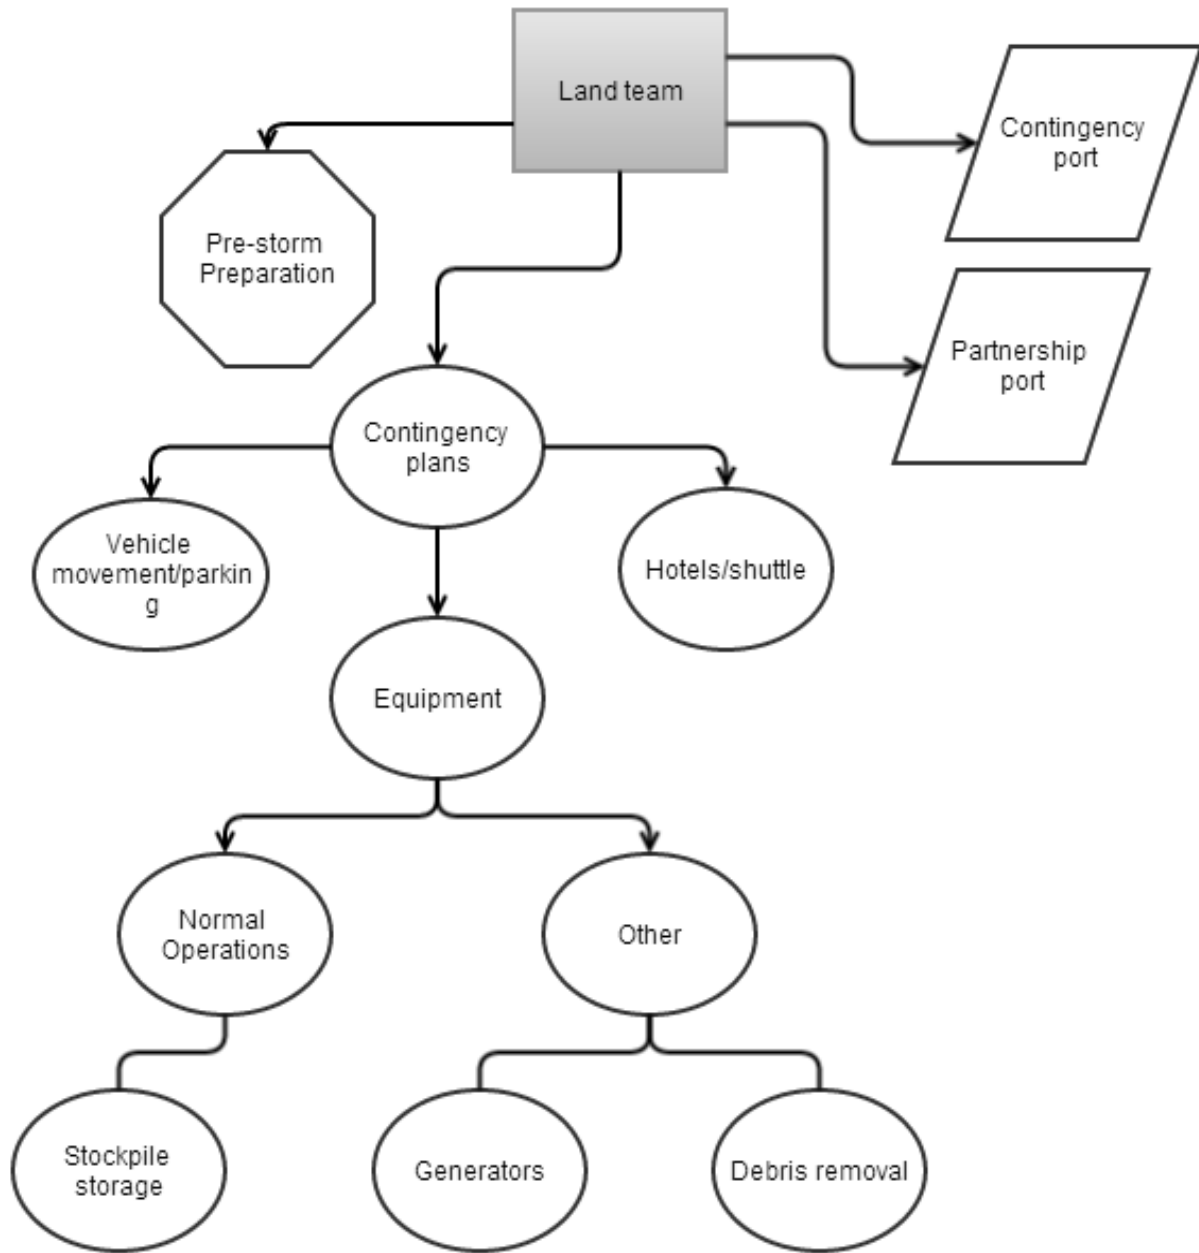 Land team
Contingency
port
Pre-storm
Preparation
Partnership
port
Contingency
plans
Vehicle
movement/parkin
g
Hotels/shuttle
Equipment
Normal
Operations
Other
Stockpile
storage
Generators
Debris removal